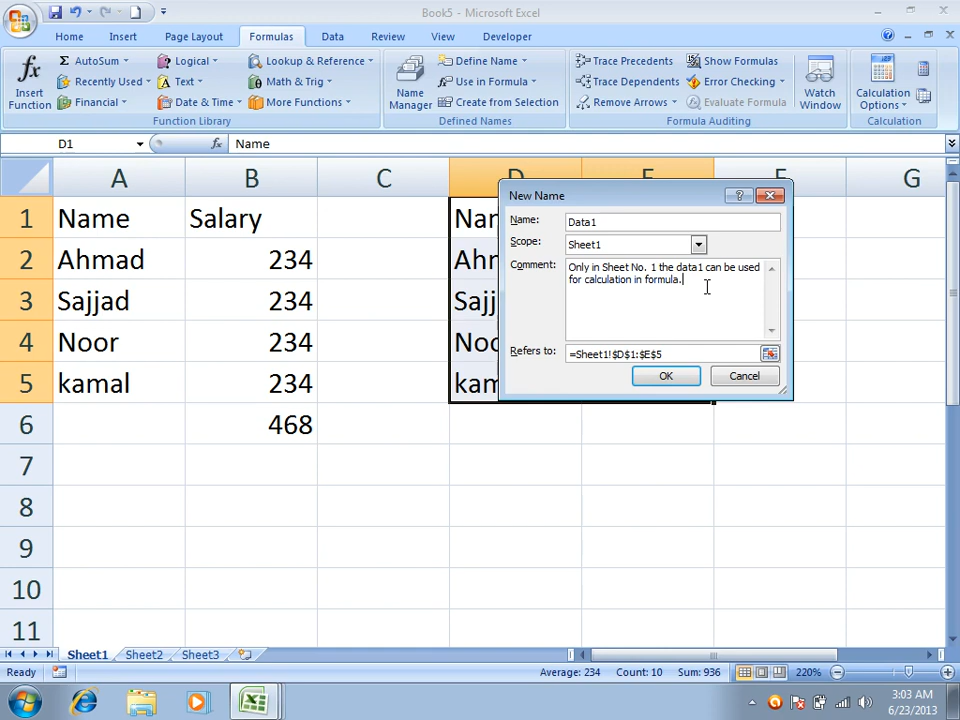 Book5 - Microsoft Excel
Home Insert Page Layout Formulas Data Review View Developer
Σ AutoSum Logical Lookup & Reference Define Name Trace Precedents Show Formulas
Recently Used Text Math & Trig Use in Formula Trace Dependents Error Checking
Financial Date & Time More Functions Create from Selection Remove Arrows Evaluate Formula
fx Insert Function
Name Manager
Watch Window
Calculation Options
Function Library Defined Names Formula Auditing Calculation
D1 fx Name
A B C D E F G
1 Name Salary
2 Ahmad 234
3 Sajjad 234
4 Noor 234
5 kamal 234
6 468
7
8
9
10
11
New Name
Name: Data1
Scope: Sheet1
Comment: Only in Sheet No. 1 the data1 can be used
for calculation in formula.
Refers to: =Sheet1!$D$1:$E$5
OK Cancel
Sheet1 Sheet2 Sheet3
Ready Average: 234 Count: 10 Sum: 936 220%
3:03 AM
6/23/2013